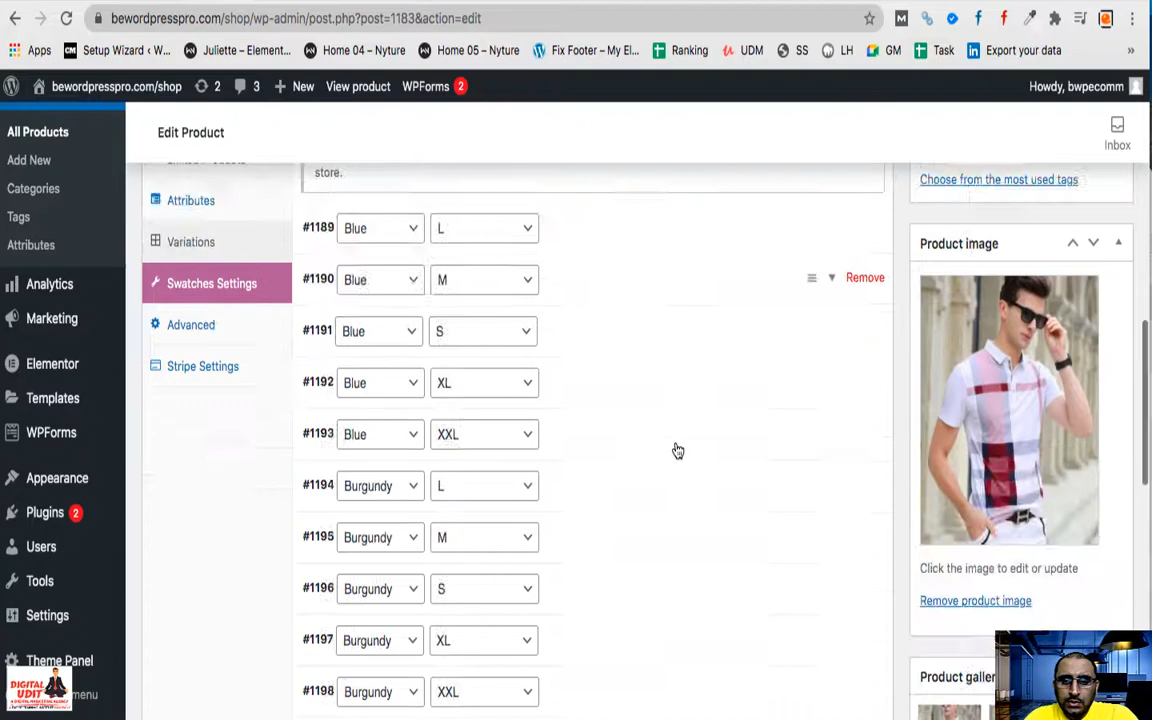 bewordpresspro.com/shop/wp-admin/post.php?post=1183&action=edit
Apps
Setup Wizard ‹ W...
Juliette – Element...
Home 04 – Nyture
Home 05 – Nyture
Fix Footer – My El...
Ranking
UDM
SS
LH
GM
Task
Export your data
»
bewordpresspro.com/shop
2
3
New
View product
WPForms 2
Howdy, bwpecomm
All Products
Add New
Categories
Tags
Attributes
Analytics
Marketing
Elementor
Templates
WPForms
Appearance
Plugins 2
Users
Tools
Settings
Theme Panel
menu
DIGITAL
UDIT
Edit Product
Inbox
Attributes
Variations
Swatches Settings
Advanced
Stripe Settings
store.
#1189 Blue L
#1190 Blue M
Remove
#1191 Blue S
#1192 Blue XL
#1193 Blue XXL
#1194 Burgundy L
#1195 Burgundy M
#1196 Burgundy S
#1197 Burgundy XL
#1198 Burgundy XXL
Choose from the most used tags
Product image
Click the image to edit or update
Remove product image
Product galler